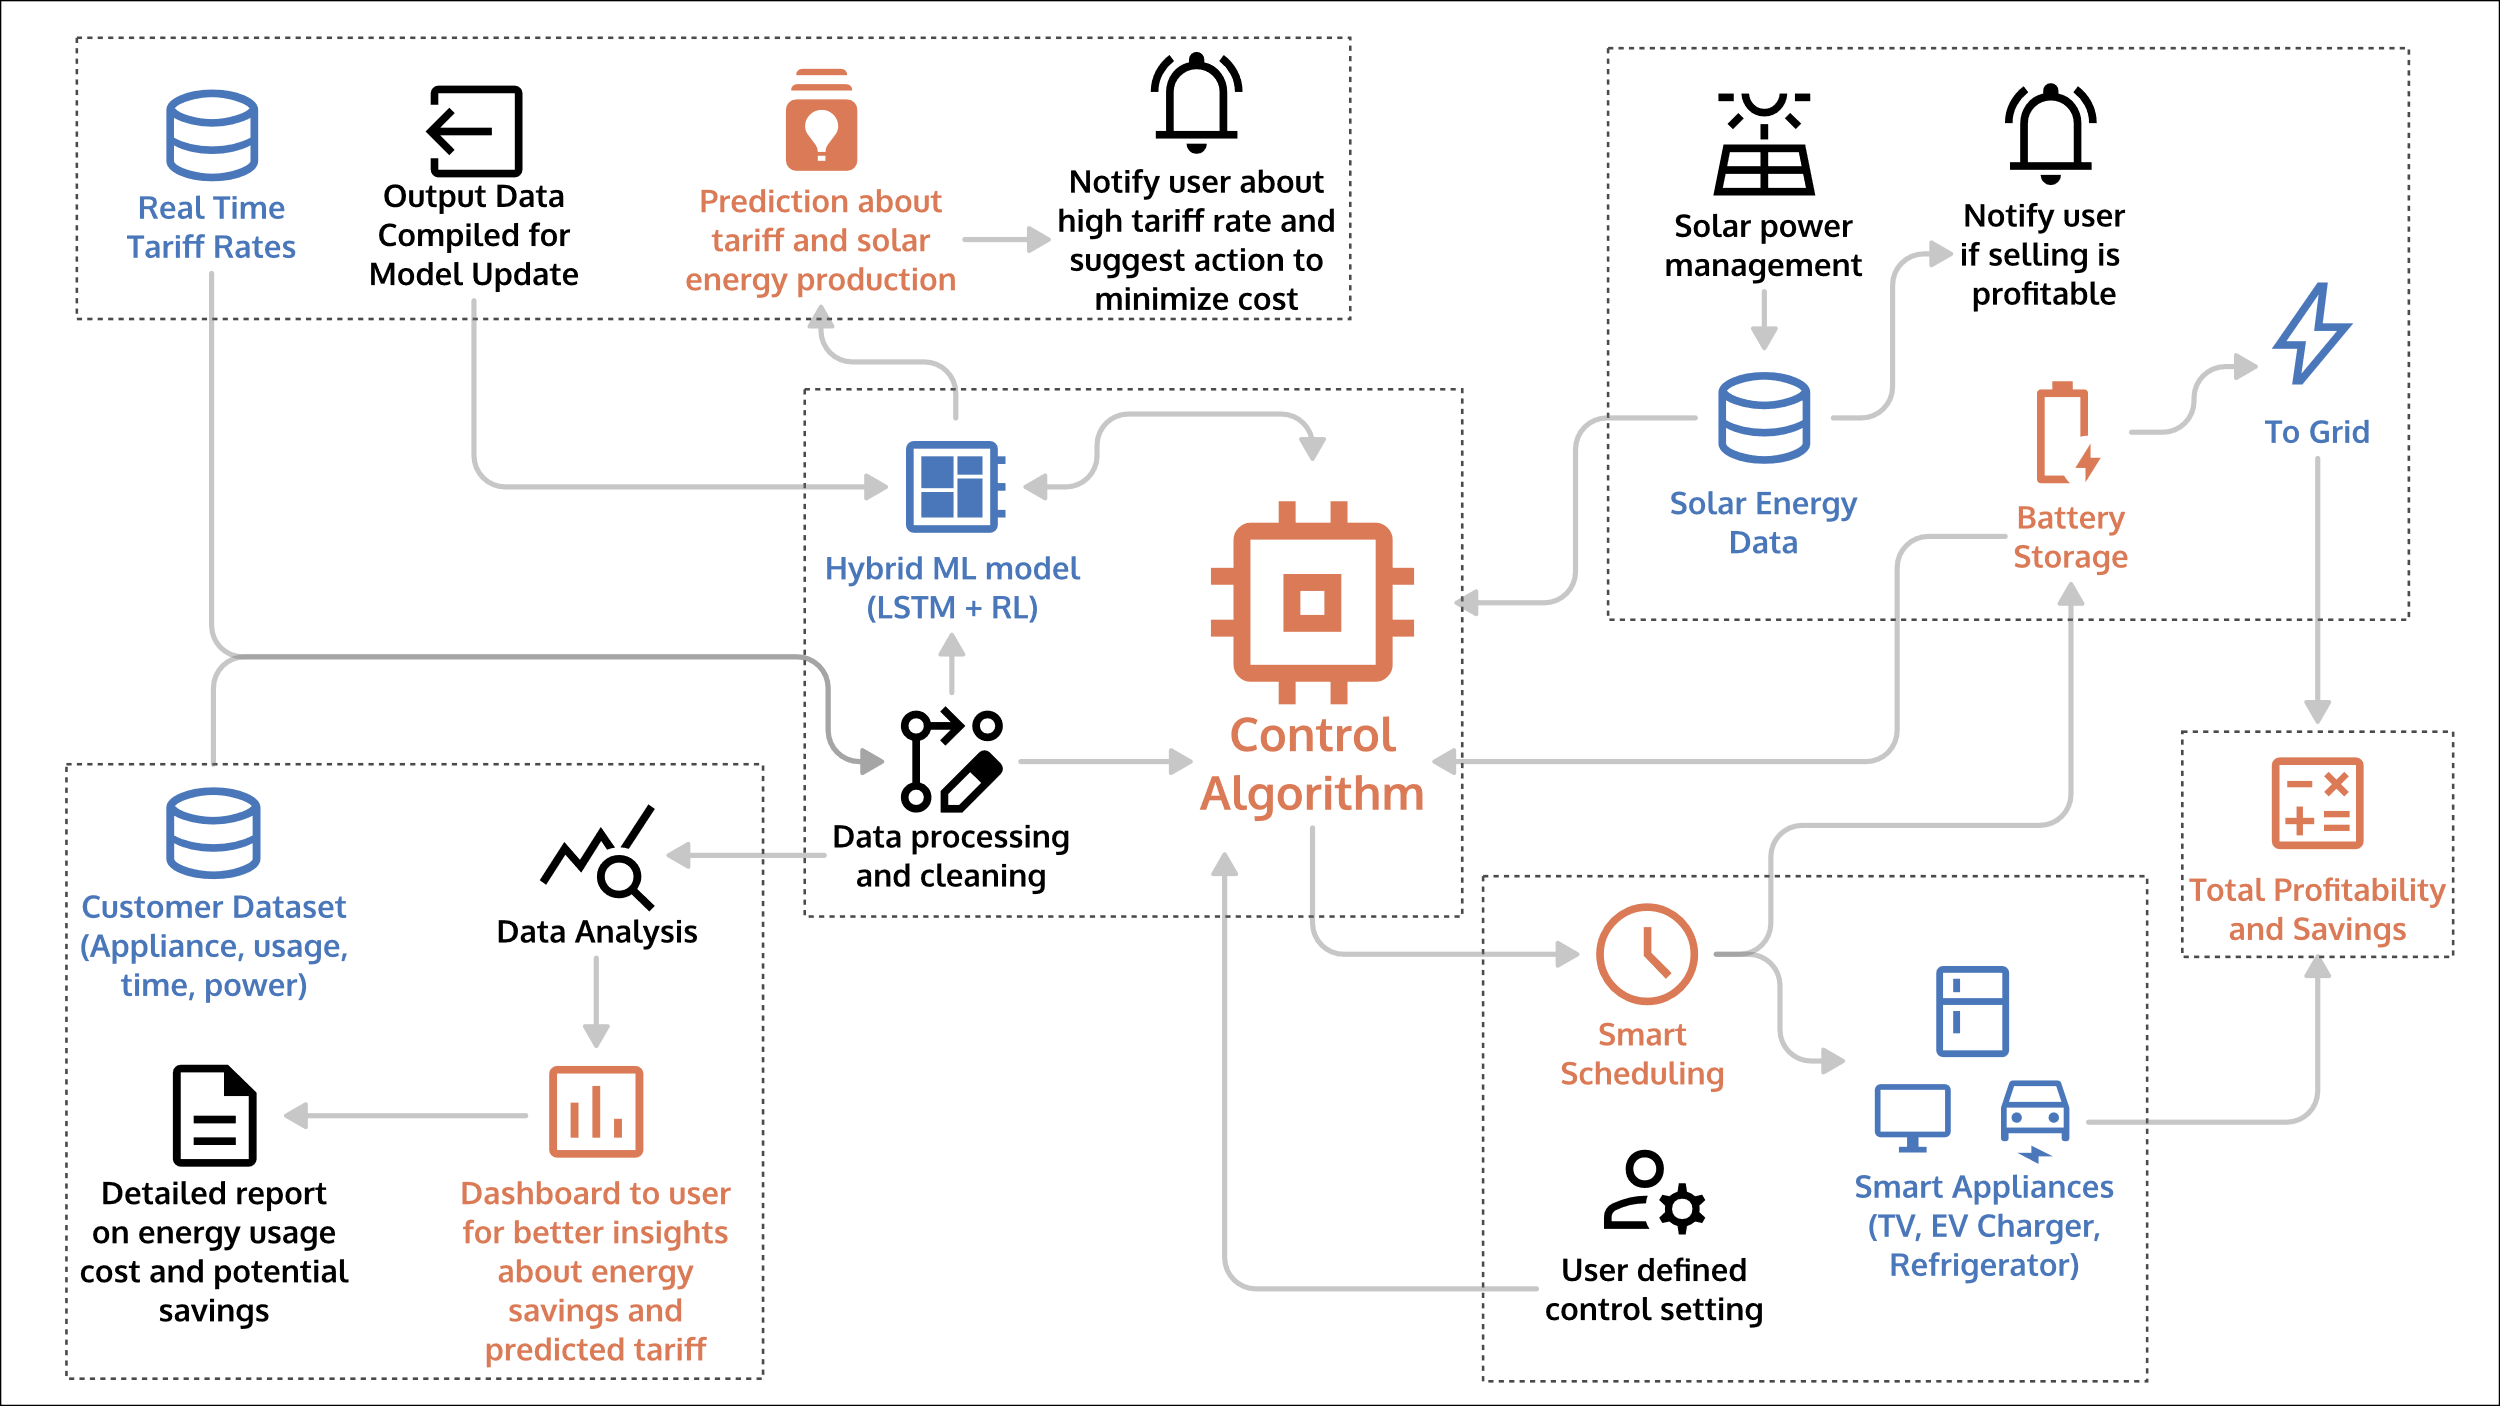 Real Time
Tariff Rates
Output Data
Compiled for
Model Update
Prediction about
tariff and solar
energy production
Notify user about
high tariff rate and
suggest action to
minimize cost
Solar power
management
Notify user
if selling is
profitable
Solar Energy
Data
Battery
Storage
To Grid
Hybrid ML model
(LSTM + RL)
Control
Algorithm
Data processing
and cleaning
Customer Dataset
(Appliance, usage,
time, power)
Data Analysis
Detailed report
on energy usage
cost and potential
savings
Dashboard to user
for better insights
about energy
savings and
predicted tariff
Smart
Scheduling
User defined
control setting
Smart Appliances
(TV, EV Charger,
Refrigerator)
Total Profitability
and Savings